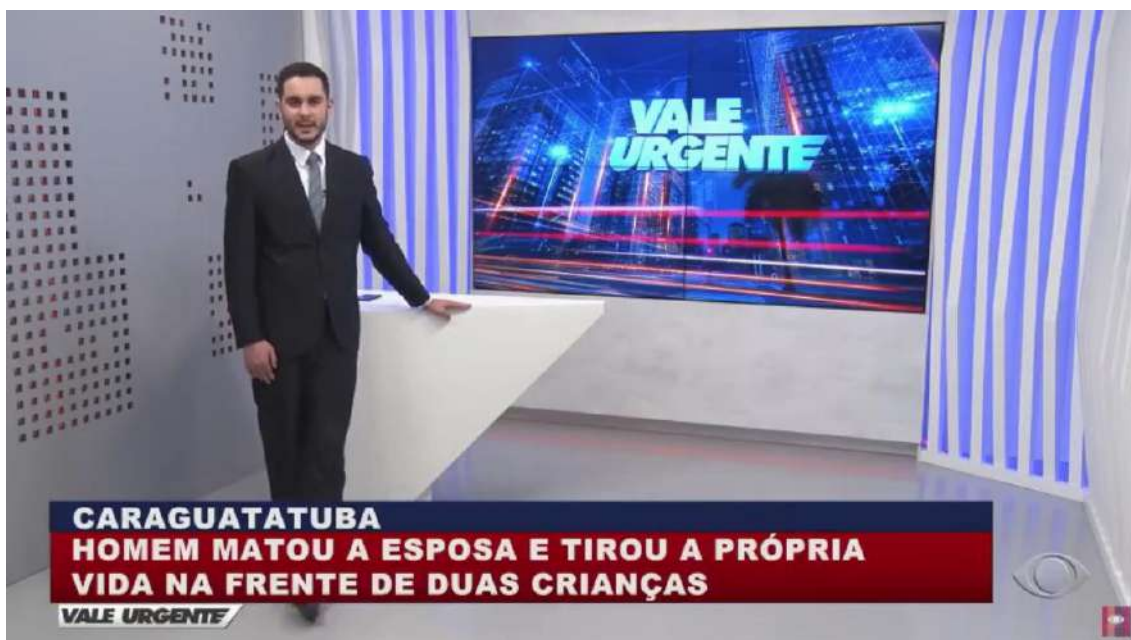 VALE
URGENTE
CARAGUATATUBA
HOMEM MATOU A ESPOSA E TIROU A PRÓPRIA
VIDA NA FRENTE DE DUAS CRIANÇAS
VALE URGENTE